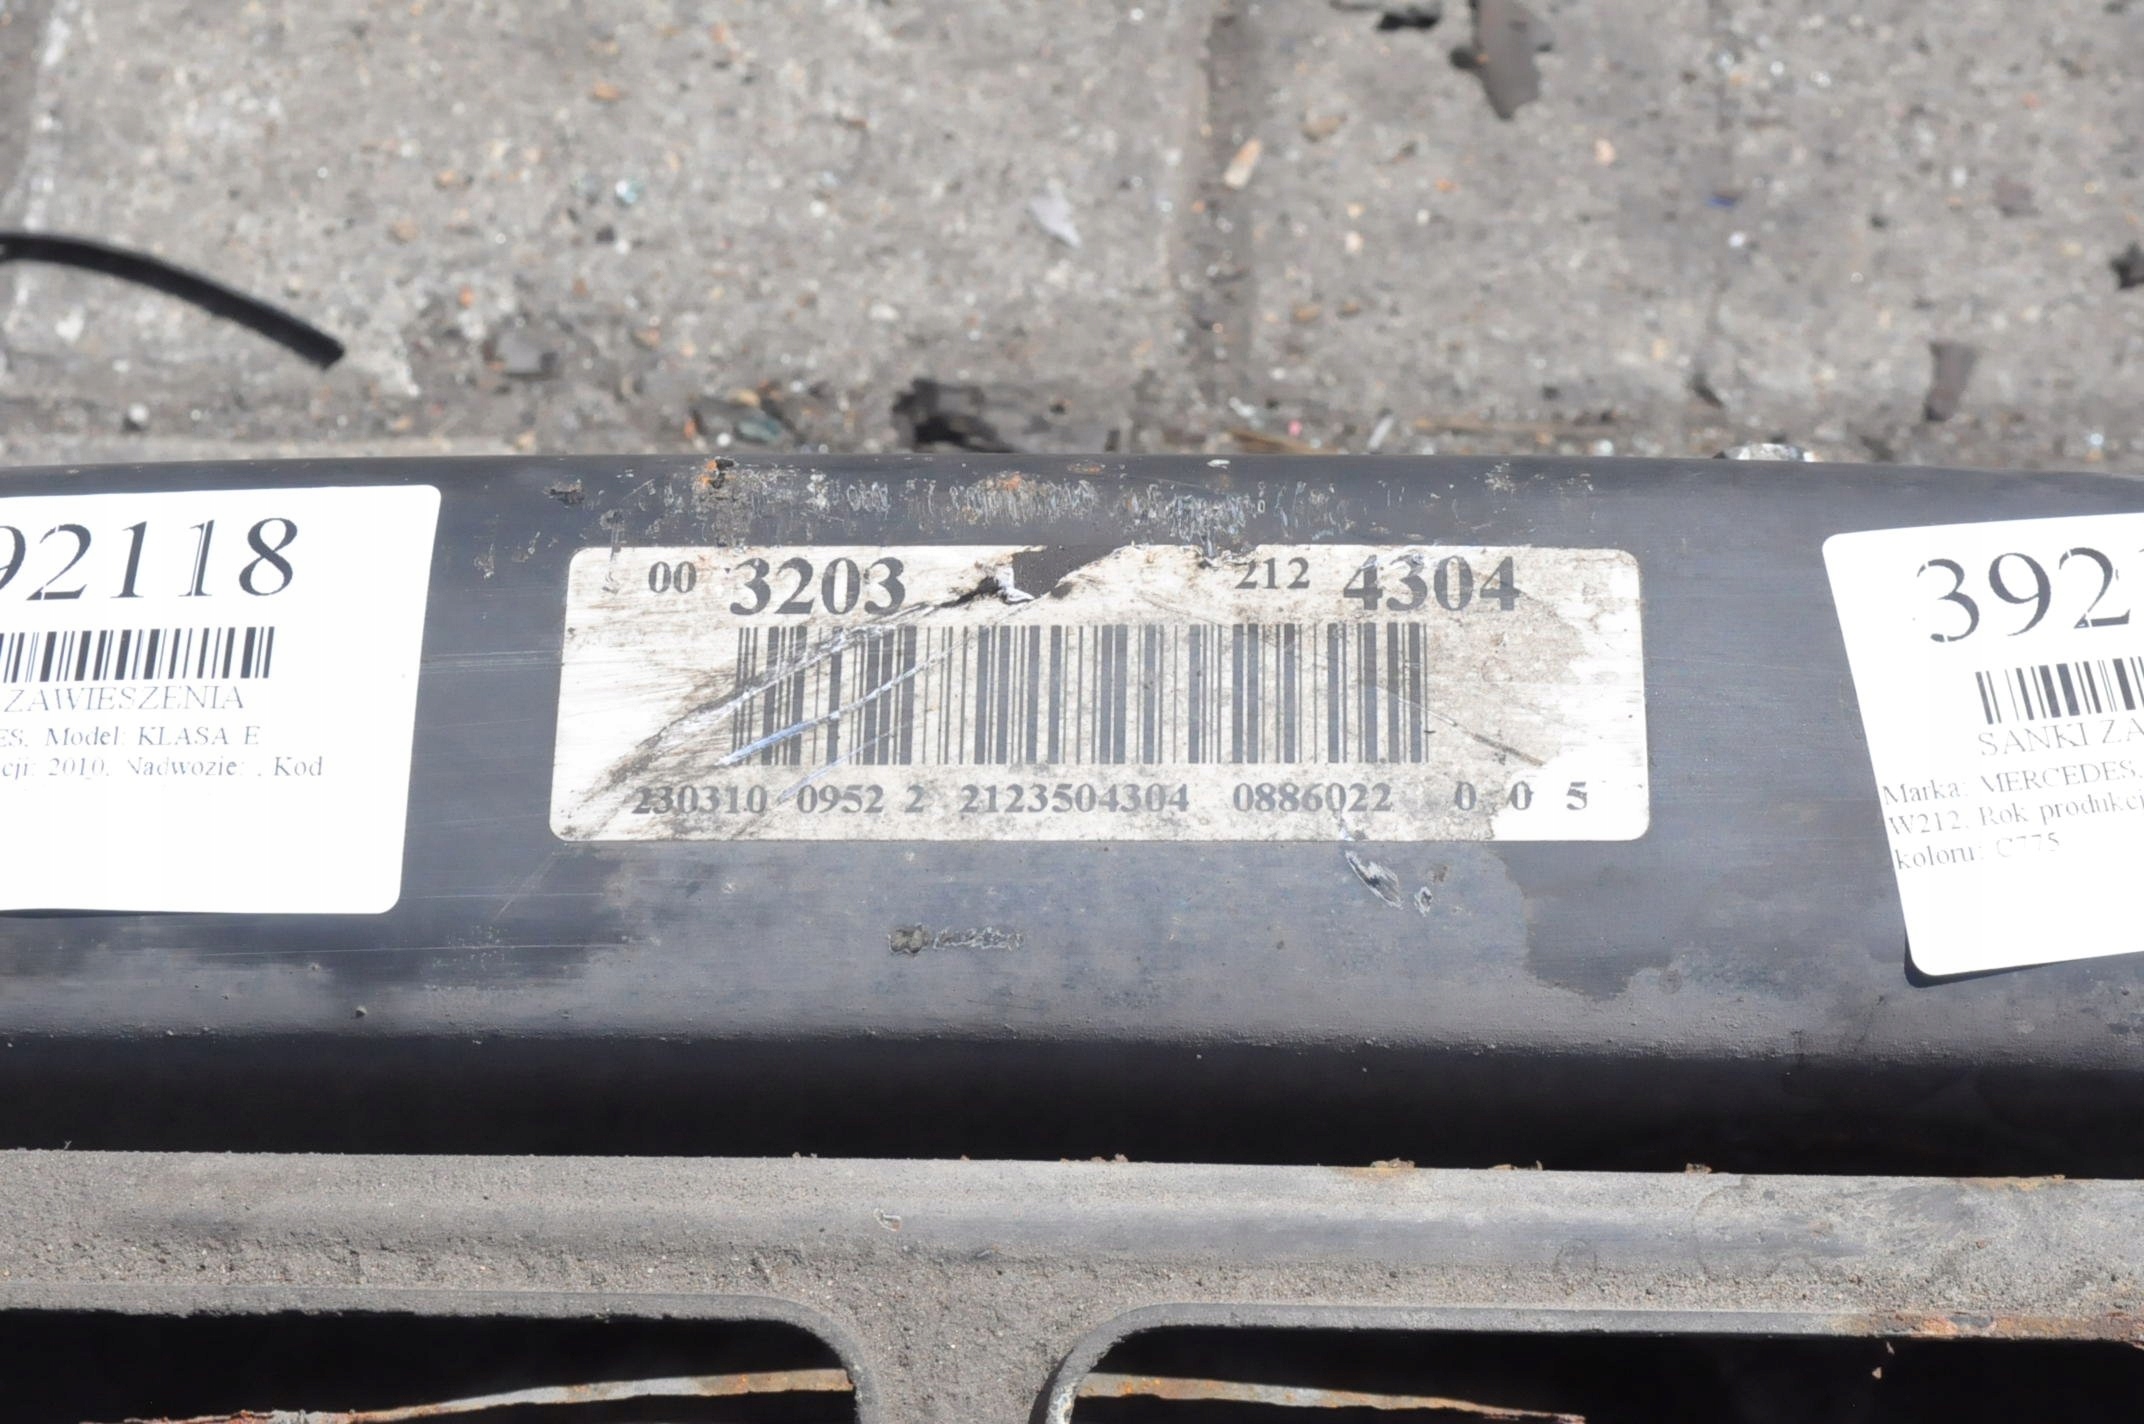 92118
ZAWIESZENIA
ES, Model: KLASA E
cji: 2010, Nadwozie: , Kod
00 3203 212 4304
230310 0952 2 2123504304 0886022 0 0 5
392
SANKI ZA
Marka: MERCEDES,
W212, Rok produkcj
koloru: C775